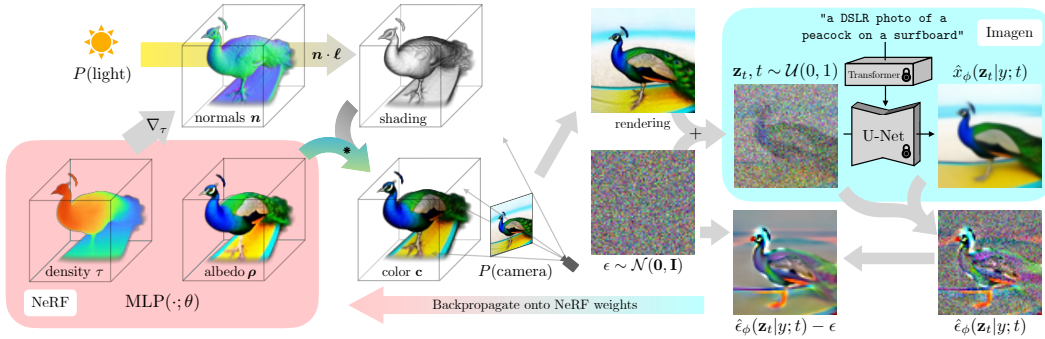 "a DSLR photo of a
peacock on a surfboard"
Imagen
P(light)
n · ℓ
normals n
shading
rendering
z_t, t ∼ U(0, 1)
Transformer
x̂_ϕ(z_t|y; t)
U-Net
+
∇_τ
*
density τ
albedo ρ
color c
P(camera)
ϵ ∼ N(0, I)
NeRF
MLP(·; θ)
Backpropagate onto NeRF weights
ϵ̂_ϕ(z_t|y; t) − ϵ
ϵ̂_ϕ(z_t|y; t)